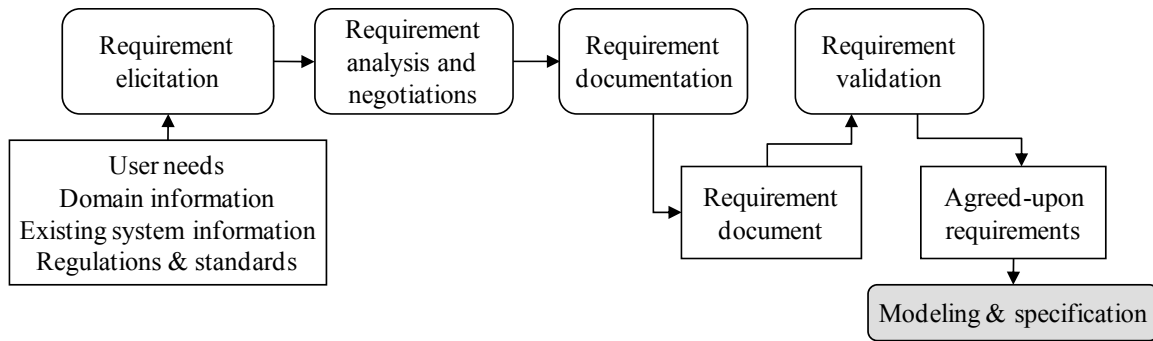 Requirement
elicitation
Requirement
analysis and
negotiations
Requirement
documentation
Requirement
validation
User needs
Domain information
Existing system information
Regulations & standards
Requirement
document
Agreed-upon
requirements
Modeling & specification